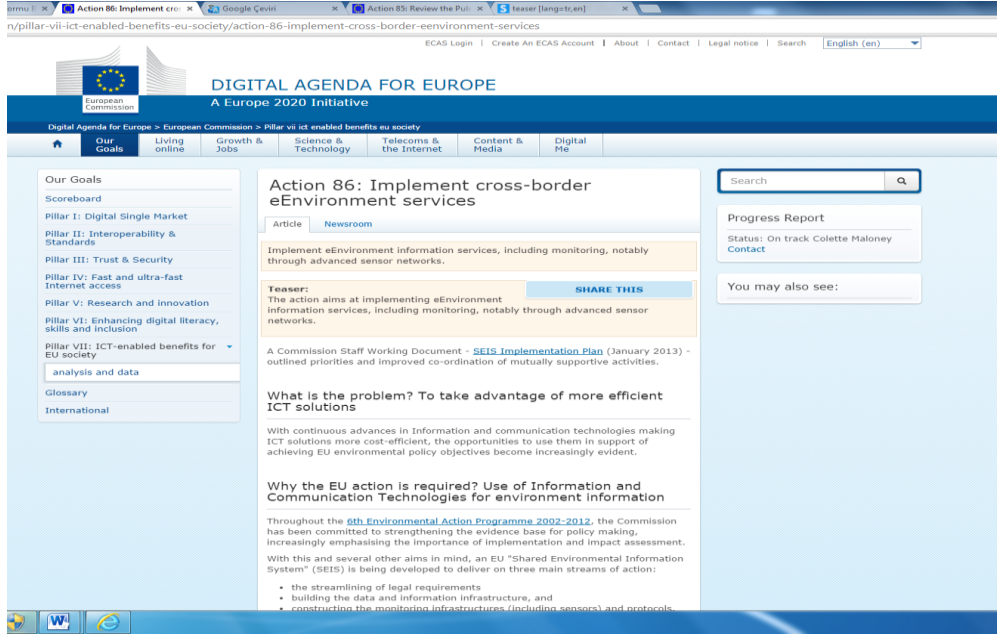 ormu E
Action 86: Implement cros
Google Çeviri
Action 85: Review the Publ
teaser [lang=tr,en]
n/pillar-vii-ict-enabled-benefits-eu-society/action-86-implement-cross-border-eenvironment-services
ECAS Login | Create An ECAS Account | About | Contact | Legal notice | Search
English (en)
European
Commission
DIGITAL AGENDA FOR EUROPE
A Europe 2020 Initiative
Digital Agenda for Europe > European Commission > Pillar vii ict enabled benefits eu society
Our Goals
Living online
Growth & Jobs
Science & Technology
Telecoms & the Internet
Content & Media
Digital Me
Our Goals
Scoreboard
Pillar I: Digital Single Market
Pillar II: Interoperability &
Standards
Pillar III: Trust & Security
Pillar IV: Fast and ultra-fast
Internet access
Pillar V: Research and innovation
Pillar VI: Enhancing digital literacy,
skills and inclusion
Pillar VII: ICT-enabled benefits for
EU society
analysis and data
Glossary
International
Action 86: Implement cross-border
eEnvironment services
Article
Newsroom
Implement eEnvironment information services, including monitoring, notably
through advanced sensor networks.
Teaser:
SHARE THIS
The action aims at implementing eEnvironment
information services, including monitoring, notably through advanced sensor
networks.
A Commission Staff Working Document - SEIS Implementation Plan (January 2013) -
outlined priorities and improved co-ordination of mutually supportive activities.
What is the problem? To take advantage of more efficient
ICT solutions
With continuous advances in Information and communication technologies making
ICT solutions more cost-efficient, the opportunities to use them in support of
achieving EU environmental policy objectives become increasingly evident.
Why the EU action is required? Use of Information and
Communication Technologies for environment information
Throughout the 6th Environmental Action Programme 2002-2012, the Commission
has been committed to strengthening the evidence base for policy making,
increasingly emphasising the importance of implementation and impact assessment.
With this and several other aims in mind, an EU "Shared Environmental Information
System" (SEIS) is being developed to deliver on three main streams of action:
• the streamlining of legal requirements
• building the data and information infrastructure, and
• constructing the monitoring infrastructures (including sensors) and protocols.
Search
Progress Report
Status: On track Colette Maloney
Contact
You may also see: